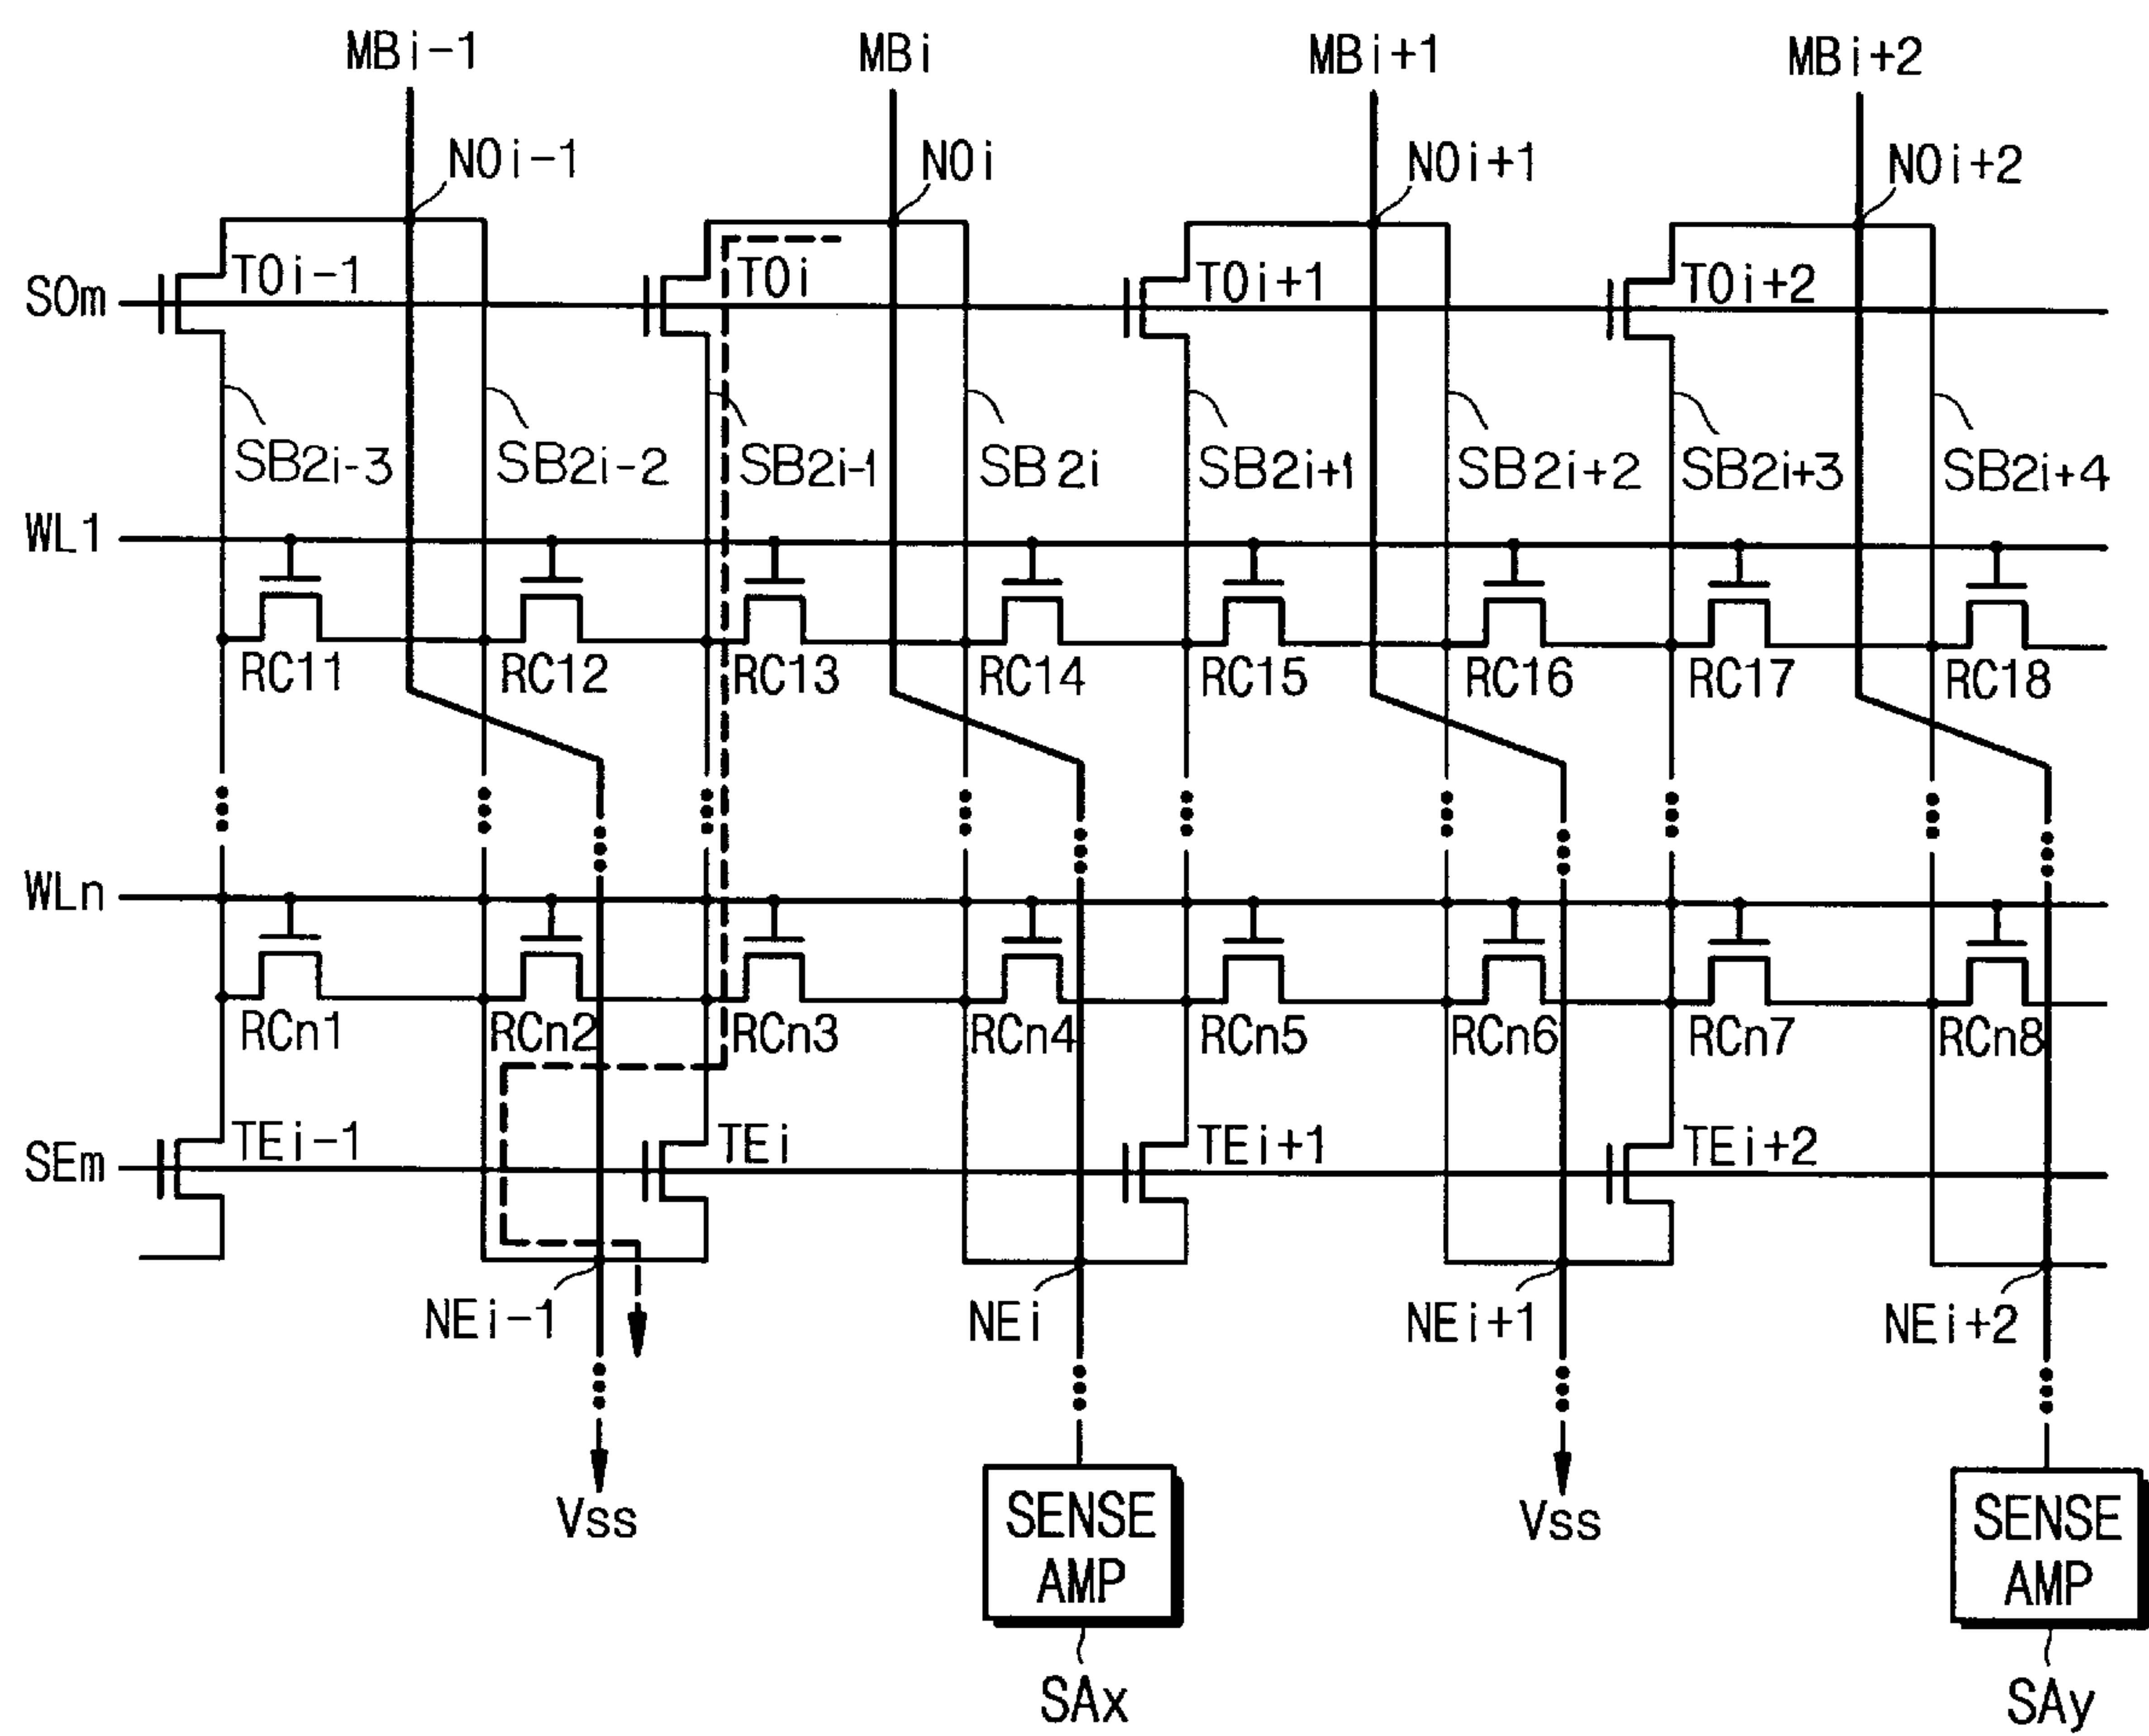 MBi-1 MBi MBi+1 MBi+2
NOi-1 NOi NOi+1 NOi+2
SOm TOi-1 TOi TOi+1 TOi+2
SB2i-3 SB2i-2 SB2i-1 SB2i SB2i+1 SB2i+2 SB2i+3 SB2i+4
WL1
RC11 RC12 RC13 RC14 RC15 RC16 RC17 RC18
WLn
RCn1 RCn2 RCn3 RCn4 RCn5 RCn6 RCn7 RCn8
SEm TEi-1 TEi TEi+1 TEi+2
NEi-1 NEi NEi+1 NEi+2
Vss SENSE Vss SENSE
AMP AMP
SAx SAy